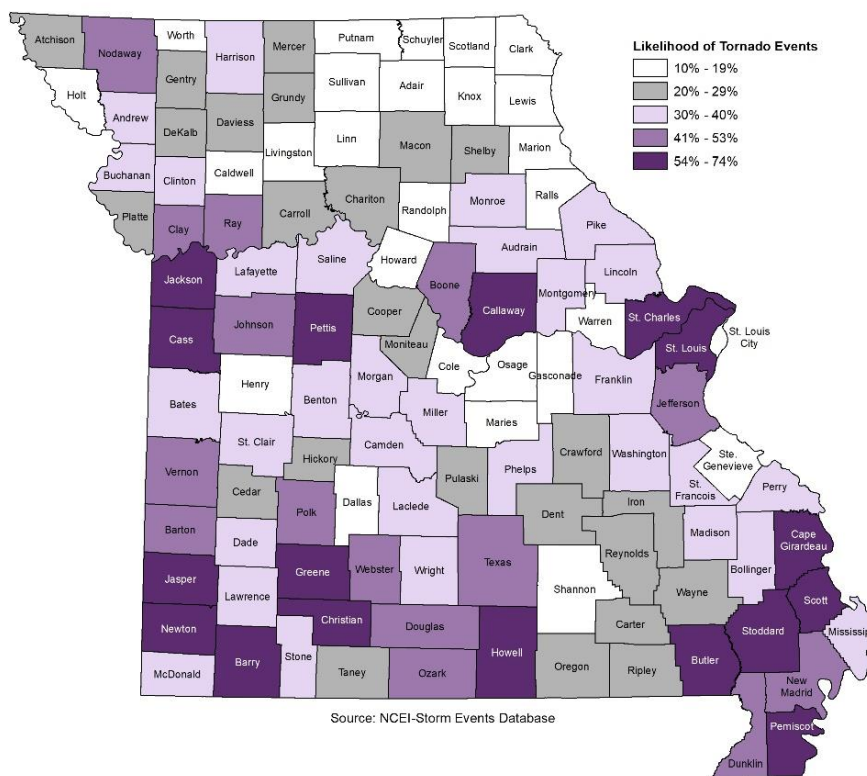 Worth
Putnam
Schuyler
Atchison
Mercer
Scotland
Clark
Nodaway
Harrison
Likelihood of Tornado Events
10% - 19%
20% - 29%
30% - 40%
41% - 53%
54% - 74%
Gentry
Sullivan
Adair
Holt
Grundy
Knox
Lewis
Andrew
DeKalb
Daviess
Linn
Macon
Shelby
Marion
Livingston
Buchanan
Clinton
Caldwell
Chariton
Randolph
Monroe
Ralls
Platte
Clay
Ray
Carroll
Pike
Audrain
Saline
Howard
Jackson
Lafayette
Boone
Lincoln
Callaway
Montgomery
Cooper
Warren
St. Charles
Johnson
Pettis
St. Louis
City
Cass
Moniteau
St. Louis
Cole
Osage
Gasconade
Morgan
Henry
Franklin
Bates
Benton
Miller
Jefferson
Maries
St. Clair
Camden
Crawford
Washington
Ste.
Genevieve
Hickory
Vernon
Pulaski
Phelps
St.
Francois
Perry
Cedar
Dallas
Laclede
Iron
Polk
Dent
Barton
Madison
Cape
Girardeau
Dade
Reynolds
Texas
Jasper
Greene
Webster
Wright
Bollinger
Shannon
Wayne
Lawrence
Scott
Newton
Christian
Douglas
Carter
Stoddard
Mississip
Howell
Barry
Stone
Butler
McDonald
Taney
Ozark
Oregon
Ripley
New
Madrid
Source: NCEI-Storm Events Database
Pemiscot
Dunklin